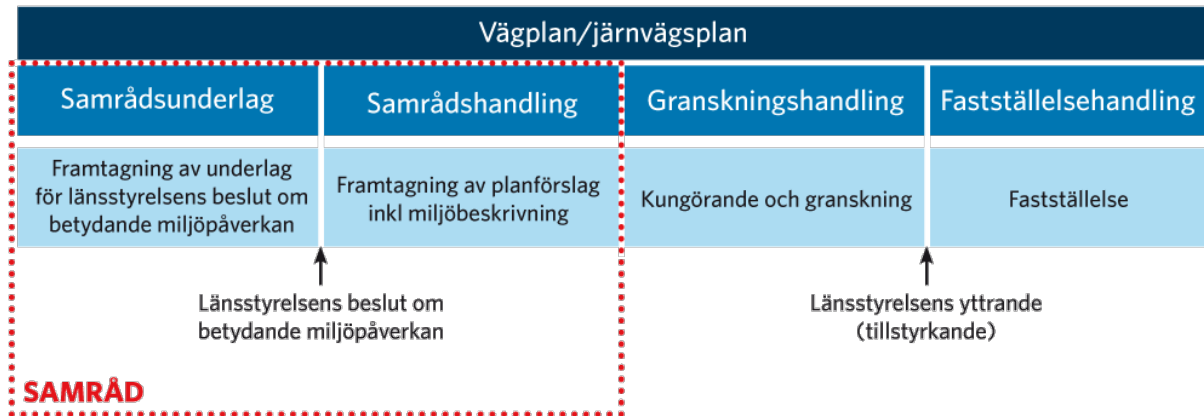 Vägplan/järnvägsplan
Samrådsunderlag
Samrådshandling
Granskningshandling
Fastställelsehandling
Framtagning av underlag
för länsstyrelsens beslut om
betydande miljöpåverkan
Framtagning av planförslag
inkl miljöbeskrivning
Kungörande och granskning
Fastställelse
Länsstyrelsens beslut om
betydande miljöpåverkan
Länsstyrelsens yttrande
(tillstyrkande)
SAMRÅD